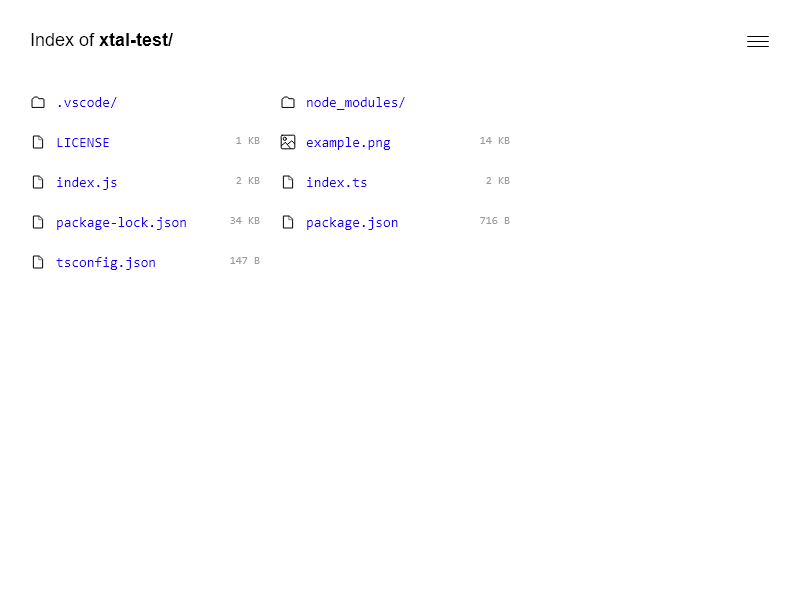 Index of xtal-test/
.vscode/ node_modules/
LICENSE 1 KB example.png 14 KB
index.js 2 KB index.ts 2 KB
package-lock.json 34 KB package.json 716 B
tsconfig.json 147 B